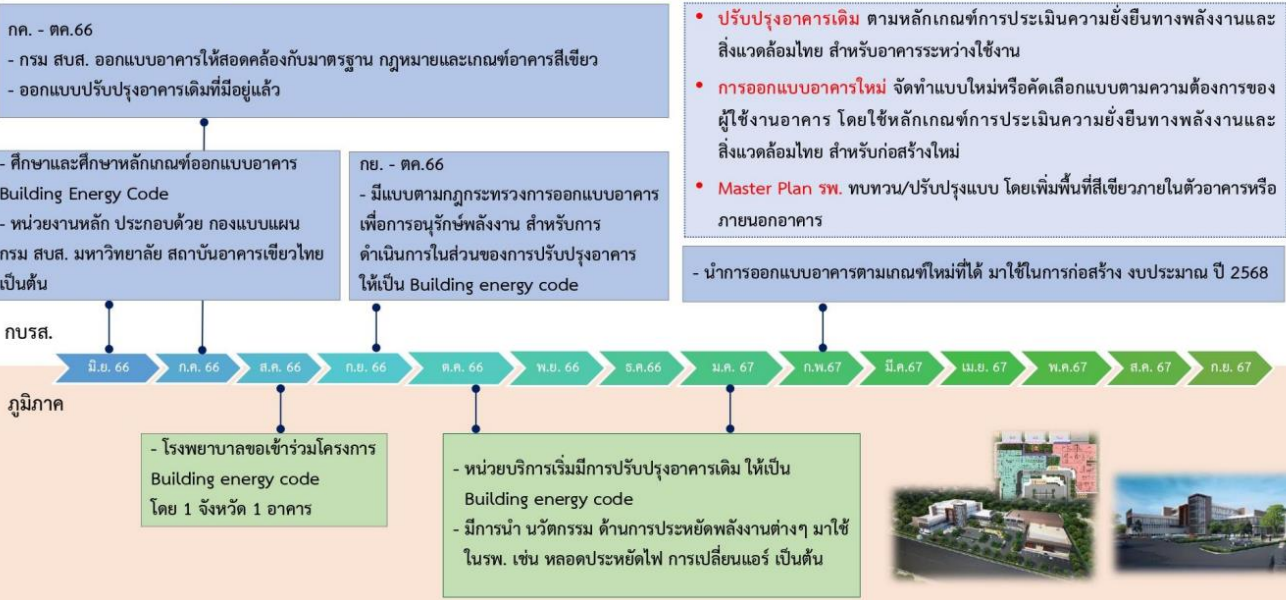 กค. - ตค.66
- กรม สบส. ออกแบบอาคารให้สอดคล้องกับมาตรฐาน กฎหมายและเกณฑ์อาคารสีเขียว
- ออกแบบปรับปรุงอาคารเดิมที่มีอยู่แล้ว
• ปรับปรุงอาคารเดิม ตามหลักเกณฑ์การประเมินความยั่งยืนทางพลังงานและ
สิ่งแวดล้อมไทย สำหรับอาคารระหว่างใช้งาน
• การออกแบบอาคารใหม่ จัดทำแบบใหม่หรือคัดเลือกแบบตามความต้องการของ
ผู้ใช้งานอาคาร โดยใช้หลักเกณฑ์การประเมินความยั่งยืนทางพลังงานและ
สิ่งแวดล้อมไทย สำหรับก่อสร้างใหม่
• Master Plan รพ. ทบทวน/ปรับปรุงแบบ โดยเพิ่มพื้นที่สีเขียวภายในตัวอาคารหรือ
ภายนอกอาคาร
- ศึกษาและศึกษาหลักเกณฑ์ออกแบบอาคาร
Building Energy Code
- หน่วยงานหลัก ประกอบด้วย กองแบบแผน
กรม สบส. มหาวิทยาลัย สถาบันอาคารเขียวไทย
เป็นต้น
กย. - ตค.66
- มีแบบตามกฎกระทรวงการออกแบบอาคาร
เพื่อการอนุรักษ์พลังงาน สำหรับการ
ดำเนินการในส่วนของการปรับปรุงอาคาร
ให้เป็น Building energy code
- นำการออกแบบอาคารตามเกณฑ์ใหม่ที่ได้ มาใช้ในการก่อสร้าง งบประมาณ ปี 2568
กบรส.
มิ.ย. 66 ก.ค. 66 ส.ค. 66 ก.ย. 66 ต.ค. 66 พ.ย. 66 ธ.ค.66 ม.ค. 67 ก.พ.67 มี.ค.67 เม.ย. 67 พ.ค.67 ส.ค. 67 ก.ย. 67
ภูมิภาค
- โรงพยาบาลขอเข้าร่วมโครงการ
Building energy code
โดย 1 จังหวัด 1 อาคาร
- หน่วยบริการเริ่มมีการปรับปรุงอาคารเดิม ให้เป็น
Building energy code
- มีการนำ นวัตกรรม ด้านการประหยัดพลังงานต่างๆ มาใช้
ในรพ. เช่น หลอดประหยัดไฟ การเปลี่ยนแอร์ เป็นต้น